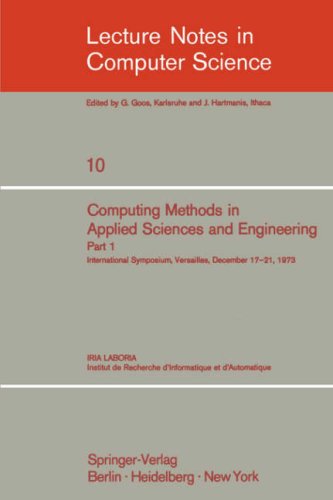 Lecture Notes in
Computer Science
Edited by G. Goos, Karlsruhe and J. Hartmanis, Ithaca
10
Computing Methods in
Applied Sciences and Engineering
Part 1
International Symposium, Versailles, December 17–21, 1973
IRIA LABORIA
Institut de Recherche d'Informatique et d'Automatique
Springer-Verlag
Berlin · Heidelberg · New York